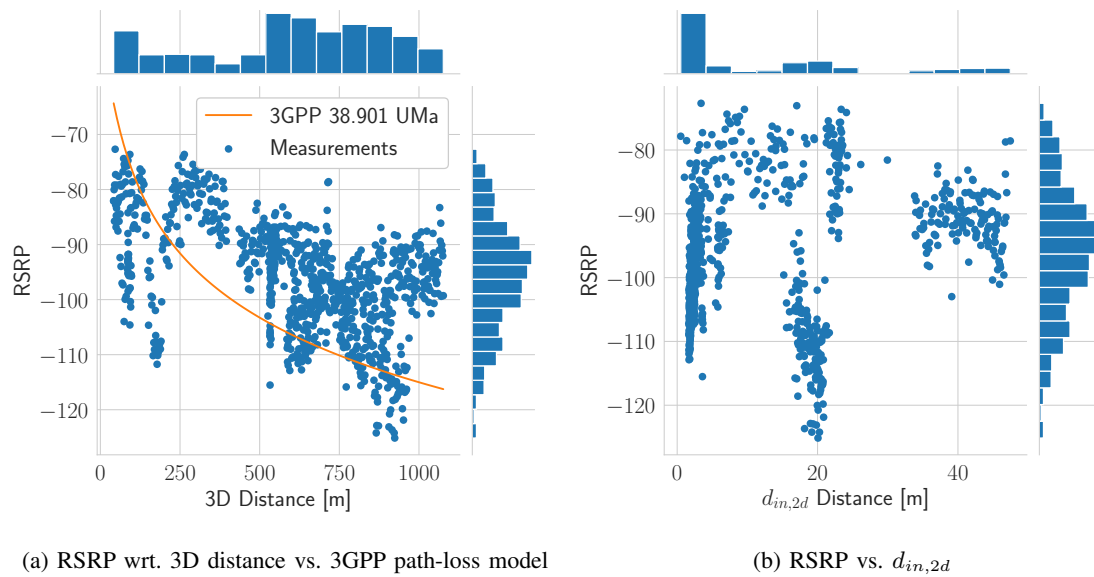 3GPP 38.901 UMa
Measurements
−70
−80
−90
−100
−110
−120
RSRP
0
250
500
750
1000
3D Distance [m]
(a) RSRP wrt. 3D distance vs. 3GPP path-loss model
−80
−90
−100
−110
−120
RSRP
0
20
40
d_{in,2d} Distance [m]
(b) RSRP vs. d_{in,2d}